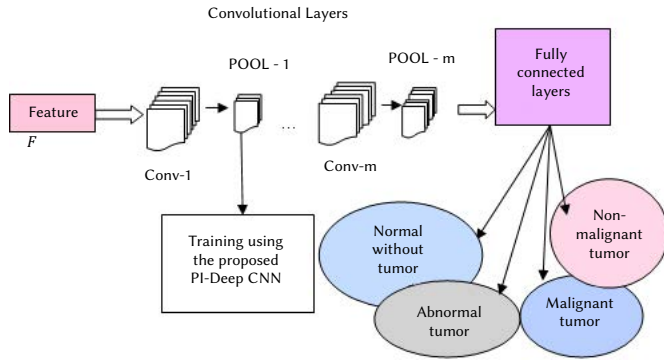 Convolutional Layers
POOL - 1
POOL - m
Fully
connected
layers
Feature
F
...
Conv-1
Conv-m
Training using
the proposed
PI-Deep CNN
Normal
without
tumor
Non-
malignant
tumor
Abnormal
tumor
Malignant
tumor